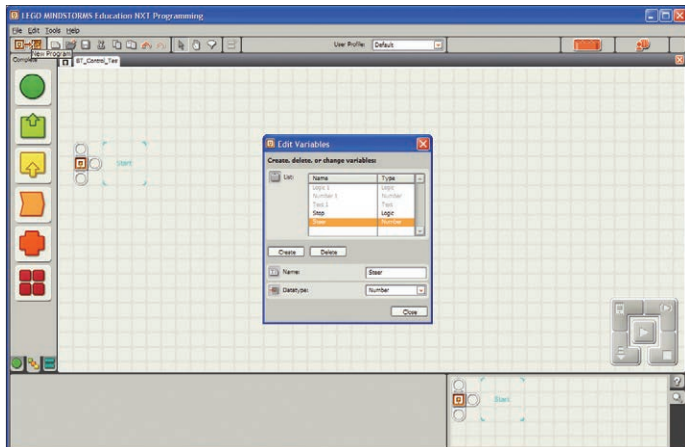 LEGO MINDSTORMS Education NXT Programming
File Edit Tools Help
User Profile: Default
New Program
Complete
BT_Control_Tee
Start
Edit Variables
Create, delete, or change variables:
List:
Name Type
Logic 1 Logic
Number 1 Number
Text 1 Text
Stop Logic
Steer Number
Create Delete
Name: Steer
Datatype: Number
Close
Start
?